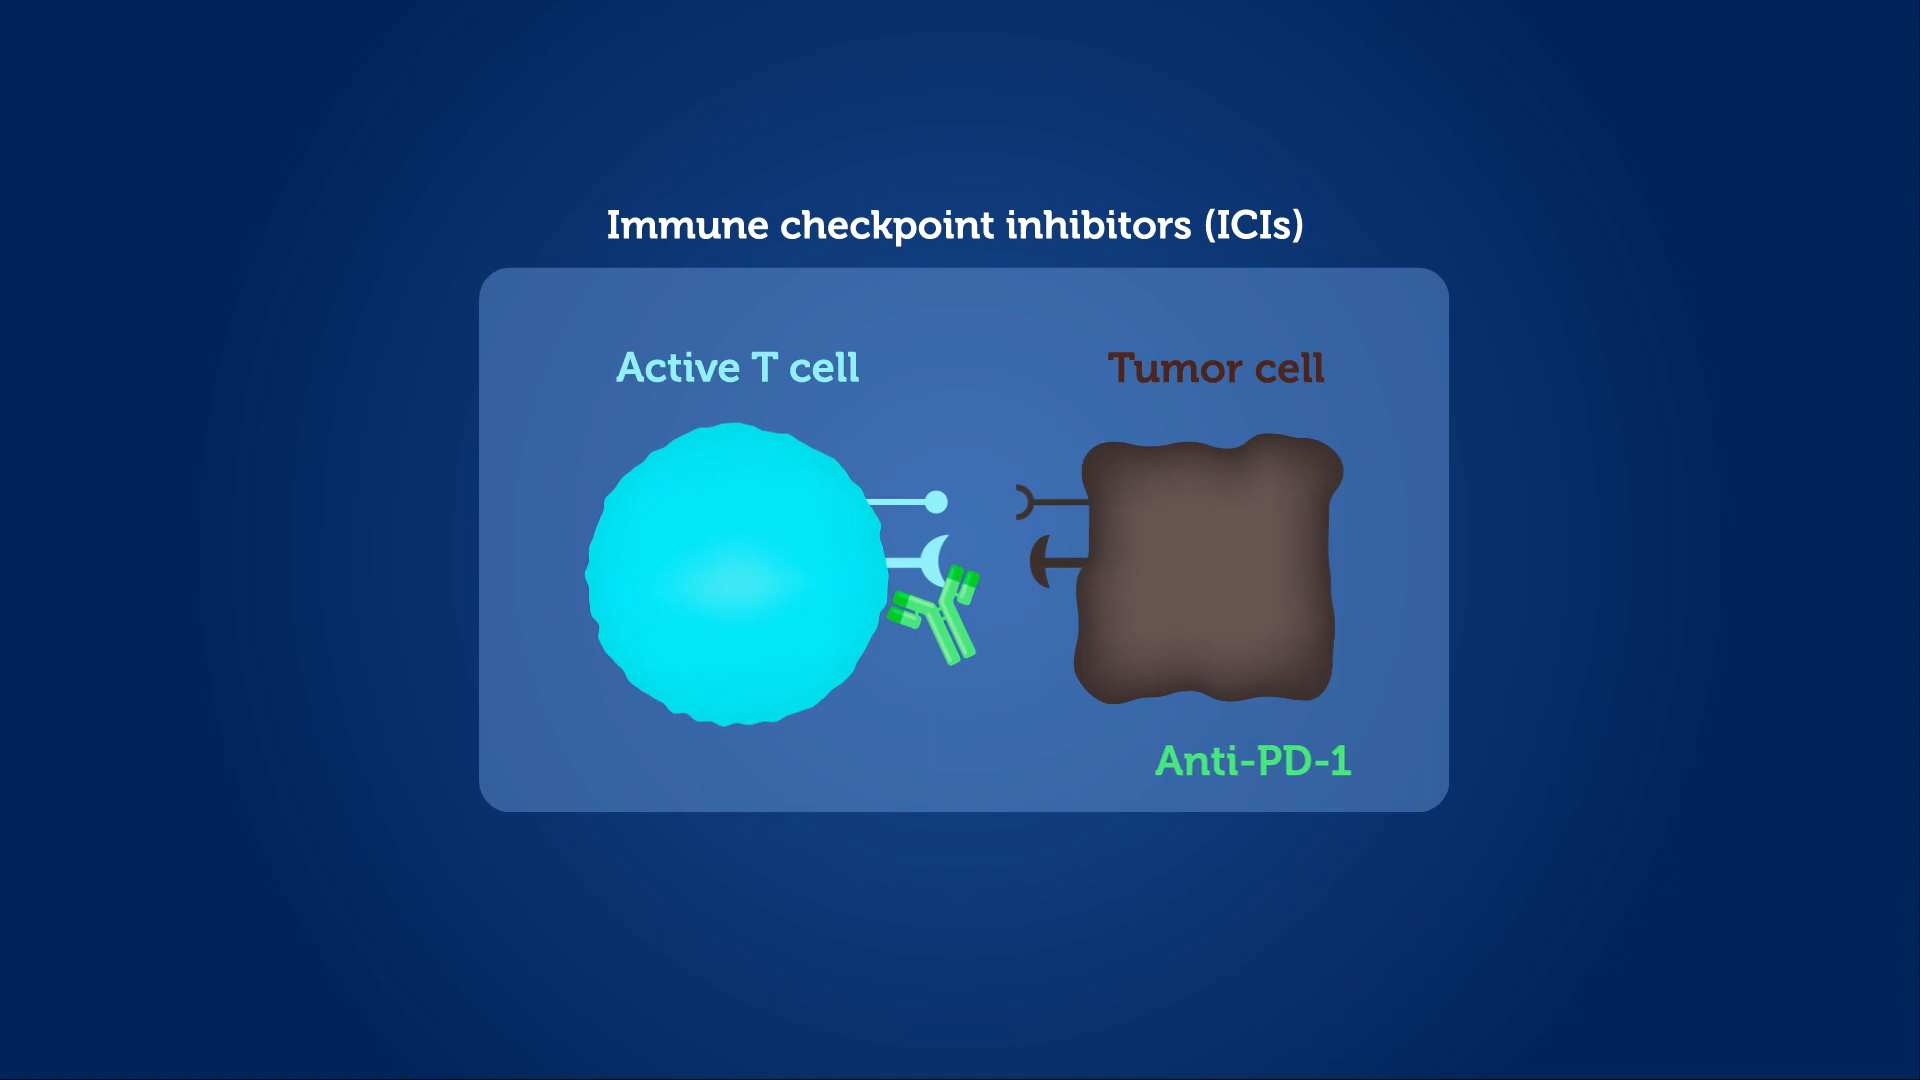 Immune checkpoint inhibitors (ICIs)
Active T cell
Tumor cell
Anti-PD-1